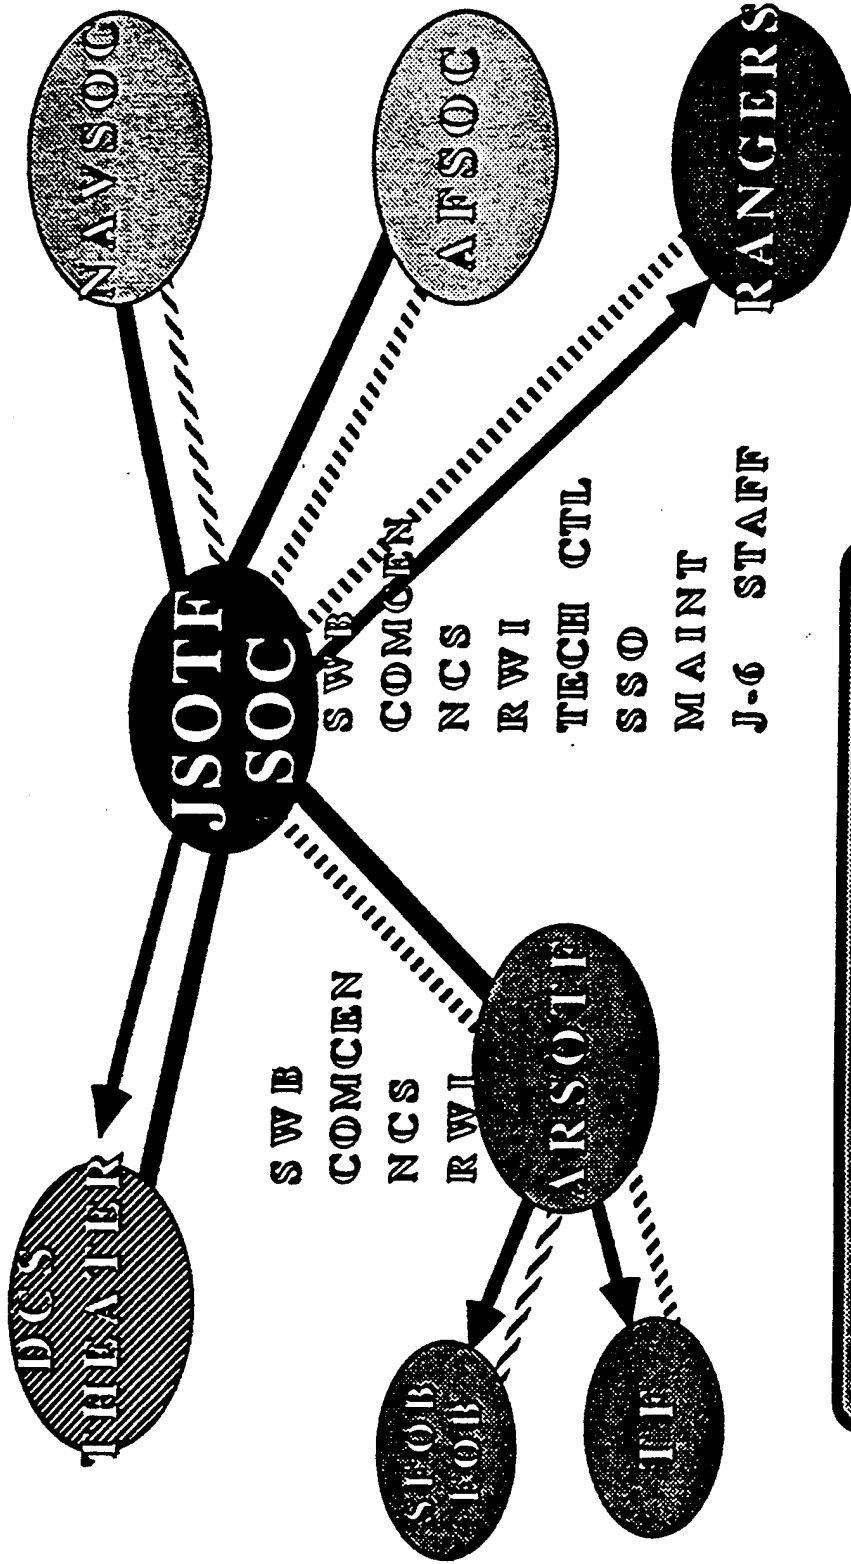 DCS
THEATER
JSOTF
SOC
NAVSOC
AFSOC
RANGERS
SWB
COMCEN
NCS
RWI
TECH CTL
SSO
MAINT
J-6 STAFF
SWB
COMCEN
NCS
RWI
ARSOTF
SFOB
FOB
TF